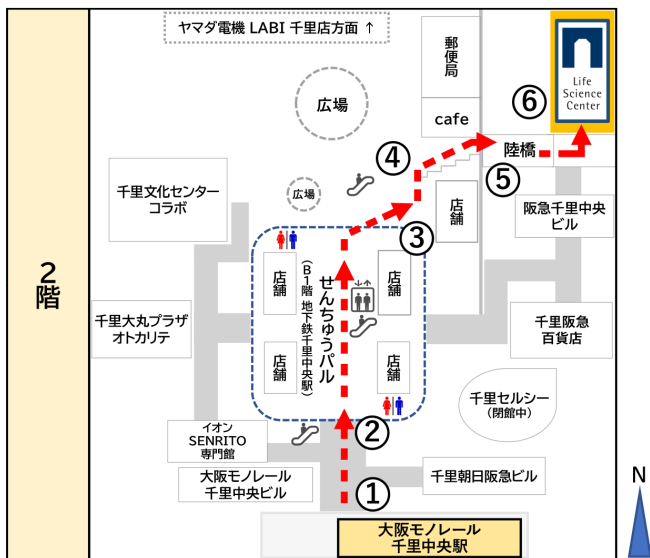 2階
ヤマダ電機 LABI 千里店方面 ↑
郵便局
cafe
Life
Science
Center
⑥
広場
④
陸橋
⑤
千里文化センター
コラボ
広場
店舗
阪急千里中央
ビル
③
店舗
せんちゅうパル
(B1階 地下鉄千里中央駅)
店舗
千里大丸プラザ
オトカリテ
千里阪急
百貨店
店舗
店舗
千里セルシー
(閉館中)
イオン
SENRITO
専門館
②
大阪モノレール
千里中央ビル
千里朝日阪急ビル
①
N
大阪モノレール
千里中央駅